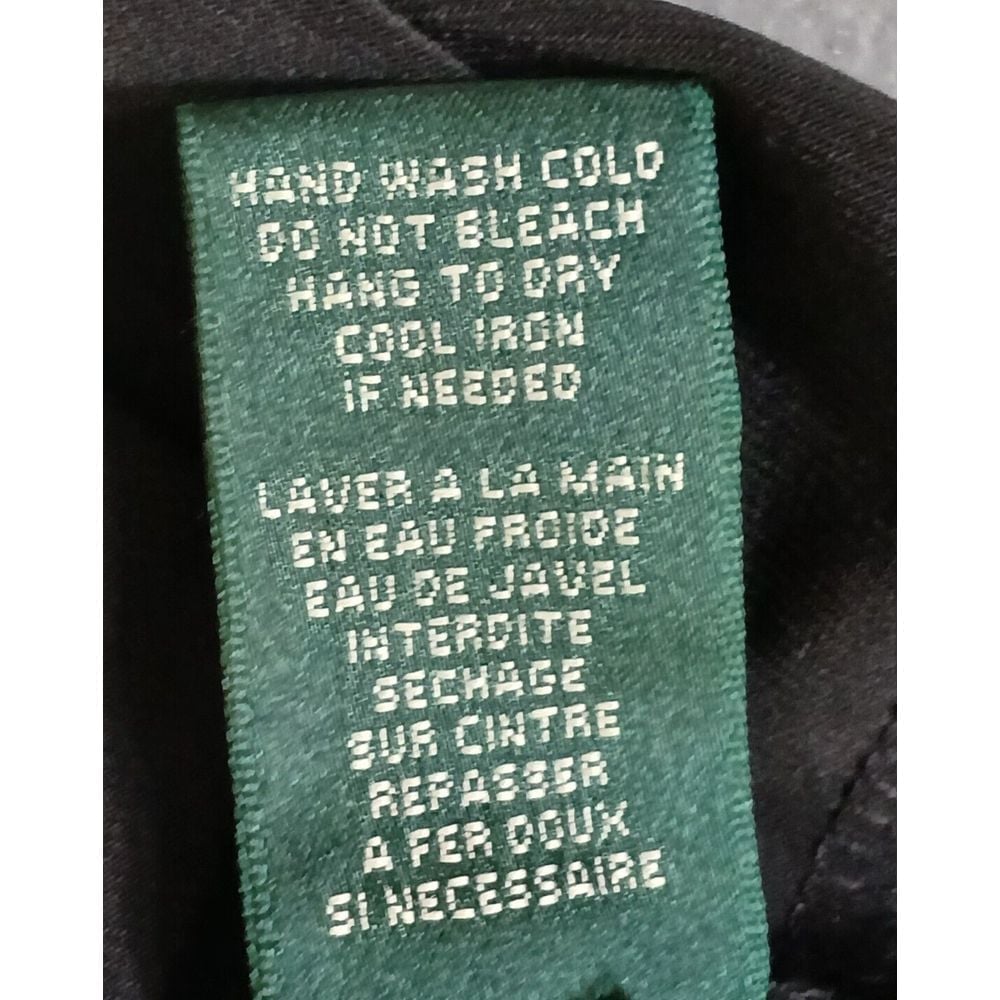 HAND WASH COLD
DO NOT BLEACH
HANG TO DRY
COOL IRON
IF NEEDED
LAVER A LA MAIN
EN EAU FROIDE
EAU DE JAVEL
INTERDITE
SECHAGE
SUR CINTRE
REPASSER
A FER DOUX
SI NECESSAIRE